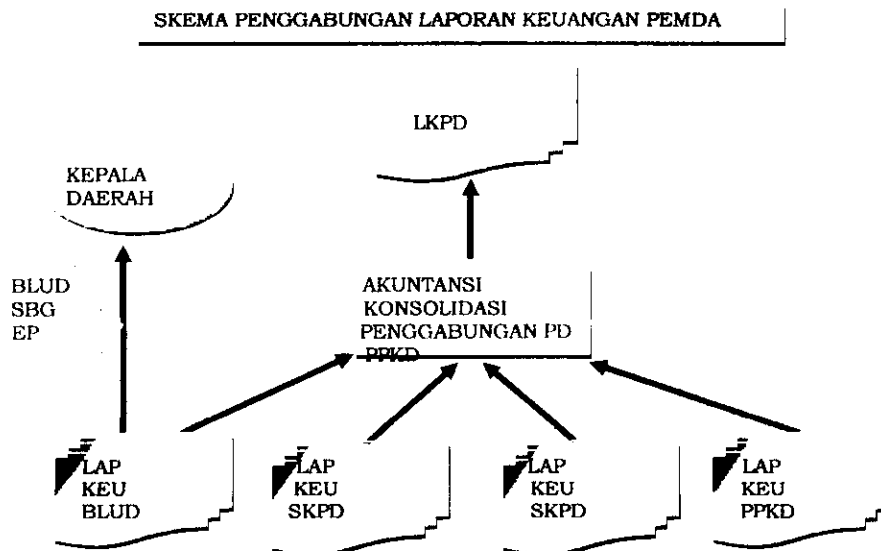 SKEMA PENGGABUNGAN LAPORAN KEUANGAN PEMDA
LKPD
KEPALA
DAERAH
BLUD
SBG
EP
AKUNTANSI
KONSOLIDASI
PENGGABUNGAN PD
PPKD
LAP
KEU
BLUD
LAP
KEU
SKPD
LAP
KEU
SKPD
LAP
KEU
PPKD